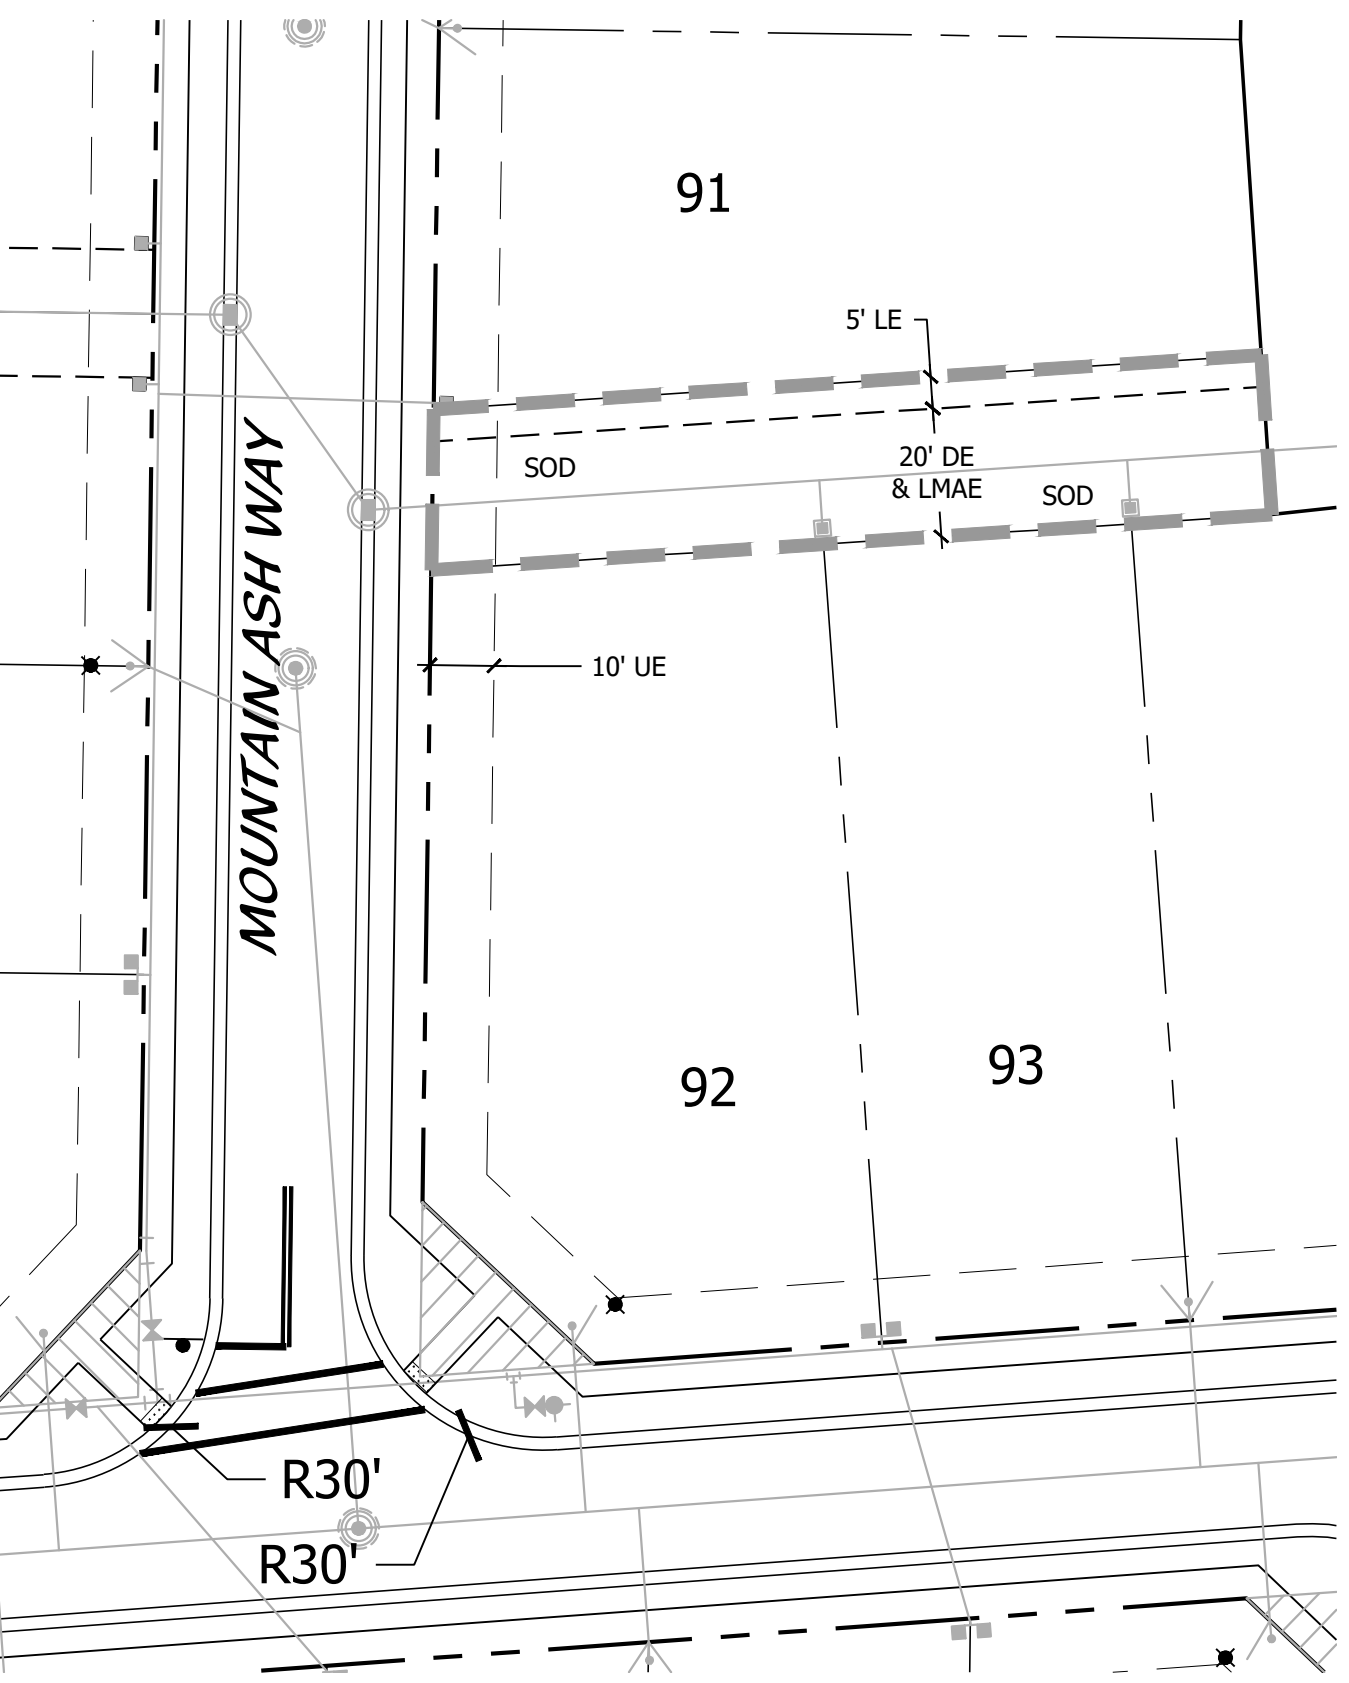 91
5' LE
20' DE
& LMAE
SOD
SOD
MOUNTAIN ASH WAY
10' UE
92
93
R30'
R30'